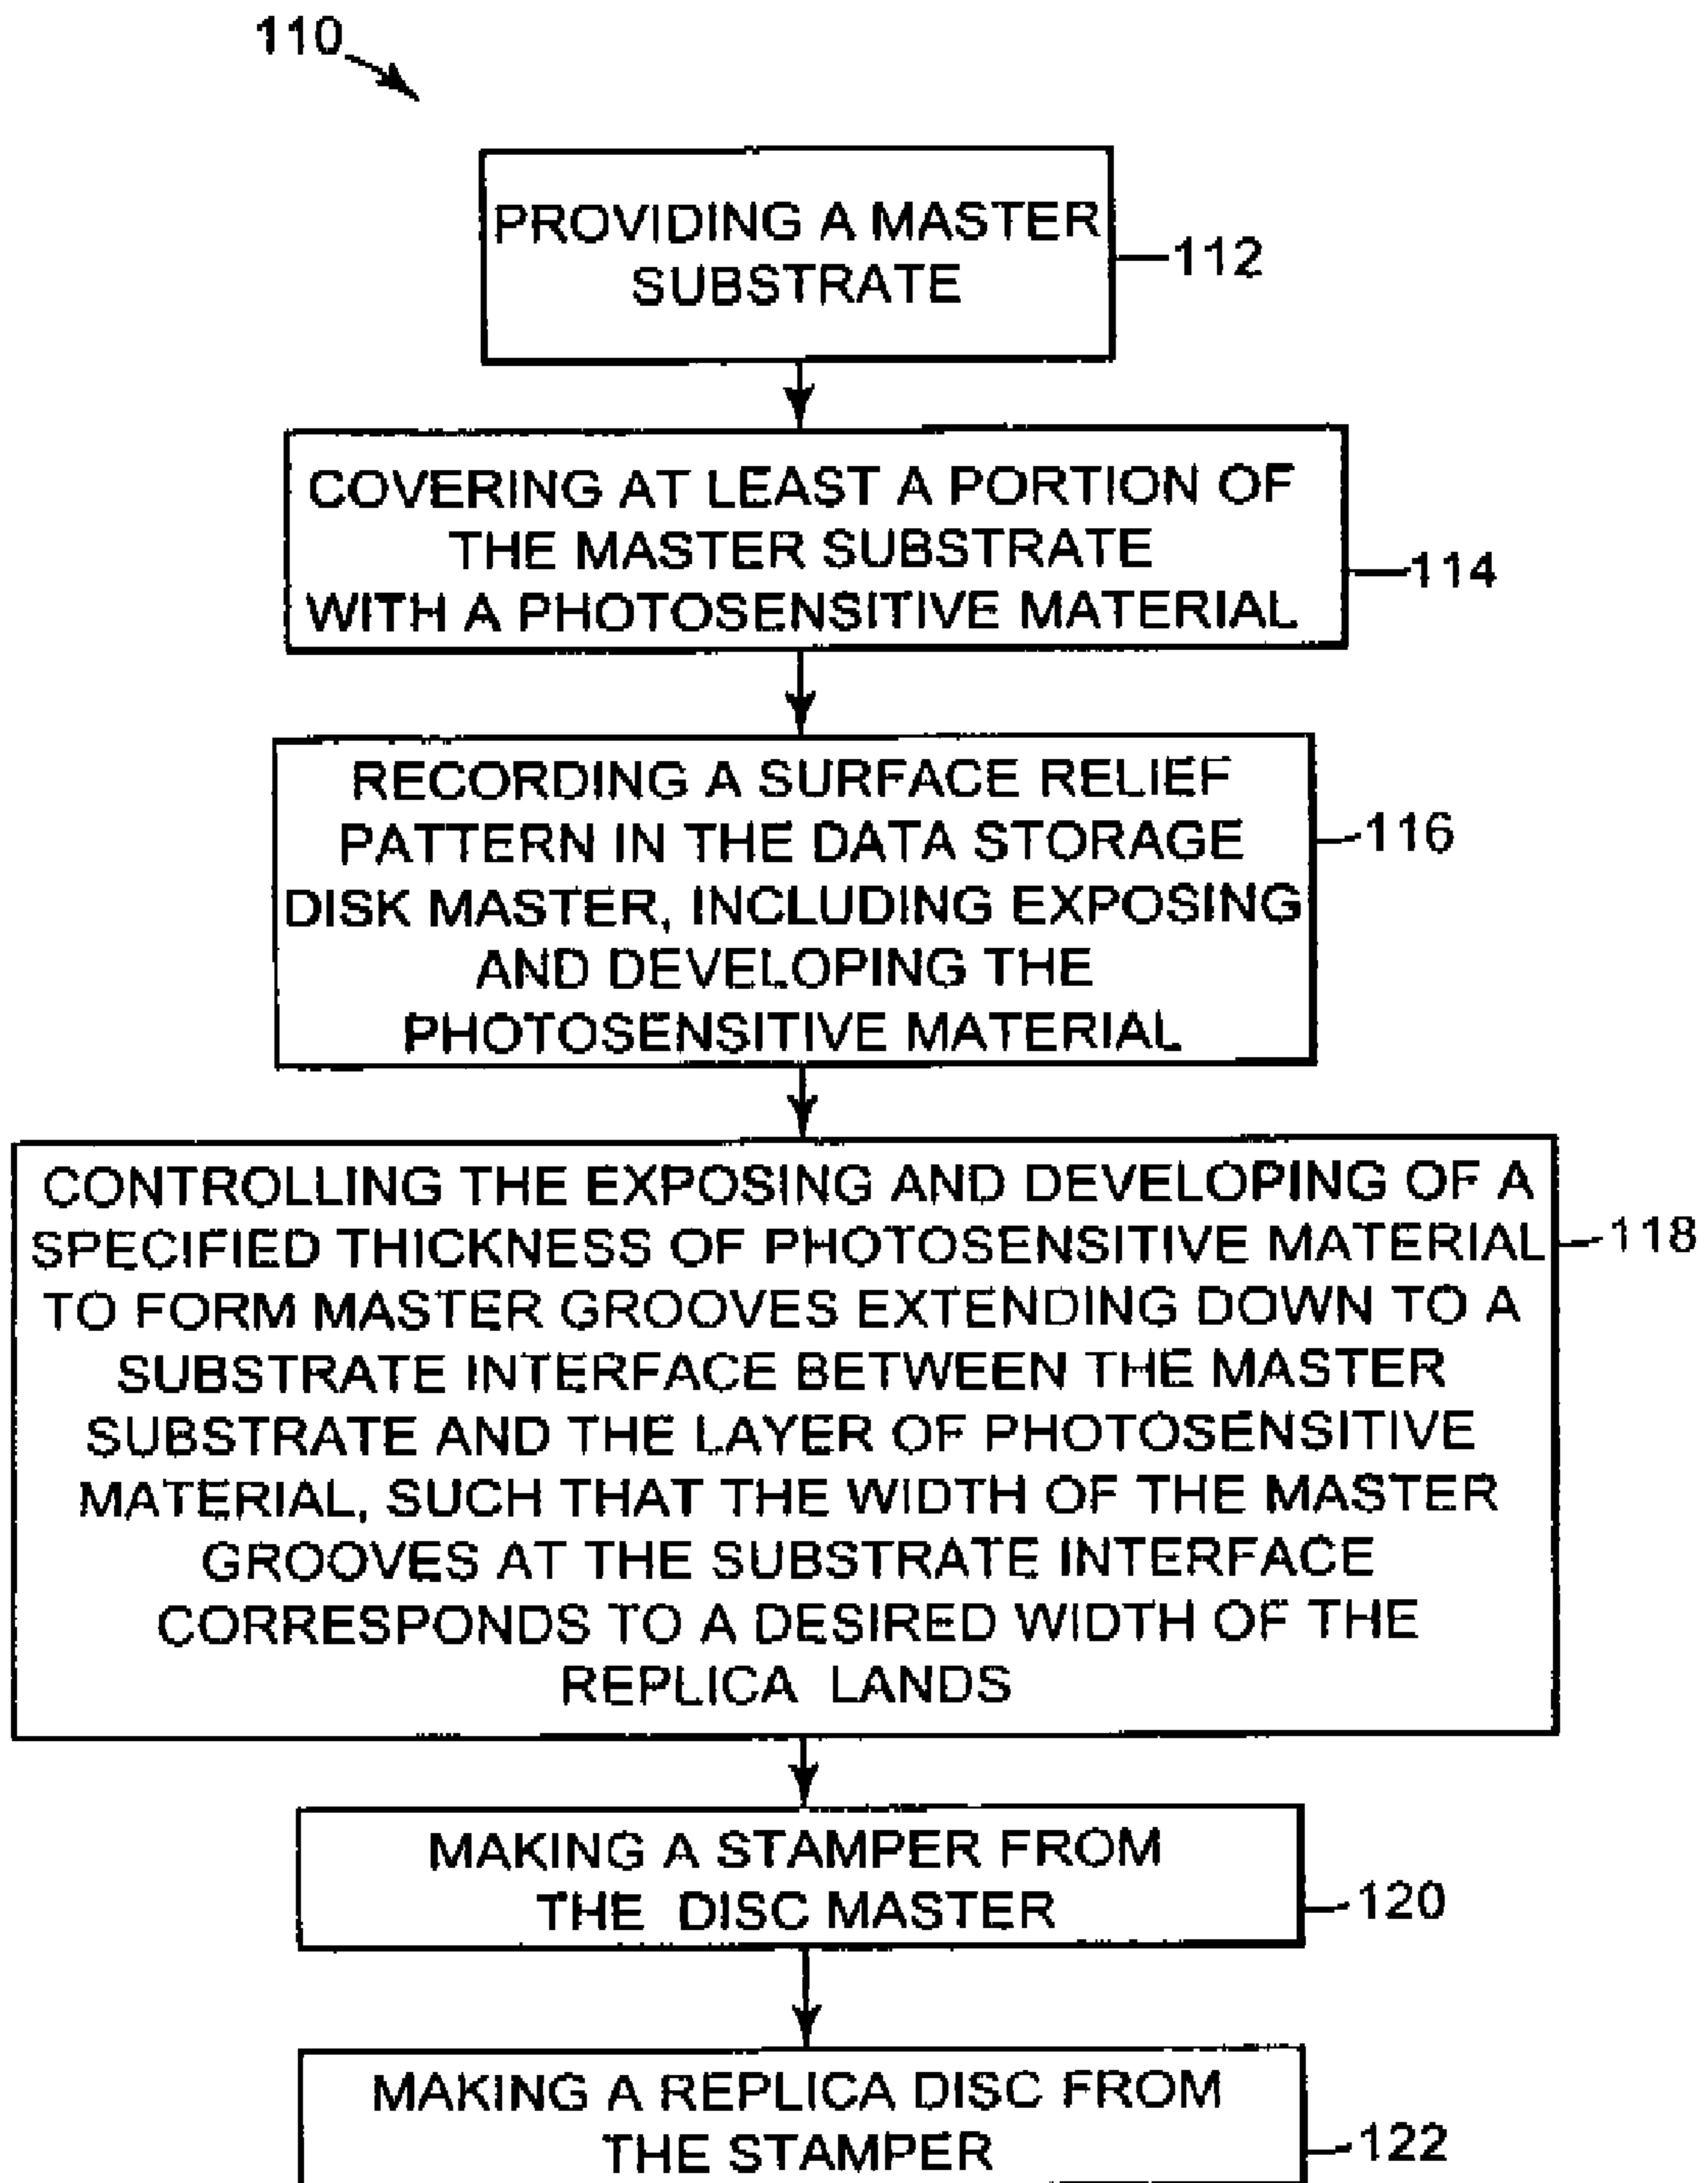 110
PROVIDING A MASTER
SUBSTRATE
112
COVERING AT LEAST A PORTION OF
THE MASTER SUBSTRATE
WITH A PHOTOSENSITIVE MATERIAL
114
RECORDING A SURFACE RELIEF
PATTERN IN THE DATA STORAGE
DISK MASTER, INCLUDING EXPOSING
AND DEVELOPING THE
PHOTOSENSITIVE MATERIAL
116
CONTROLLING THE EXPOSING AND DEVELOPING OF A
SPECIFIED THICKNESS OF PHOTOSENSITIVE MATERIAL
TO FORM MASTER GROOVES EXTENDING DOWN TO A
SUBSTRATE INTERFACE BETWEEN THE MASTER
SUBSTRATE AND THE LAYER OF PHOTOSENSITIVE
MATERIAL, SUCH THAT THE WIDTH OF THE MASTER
GROOVES AT THE SUBSTRATE INTERFACE
CORRESPONDS TO A DESIRED WIDTH OF THE
REPLICA LANDS
118
MAKING A STAMPER FROM
THE DISC MASTER
120
MAKING A REPLICA DISC FROM
THE STAMPER
122